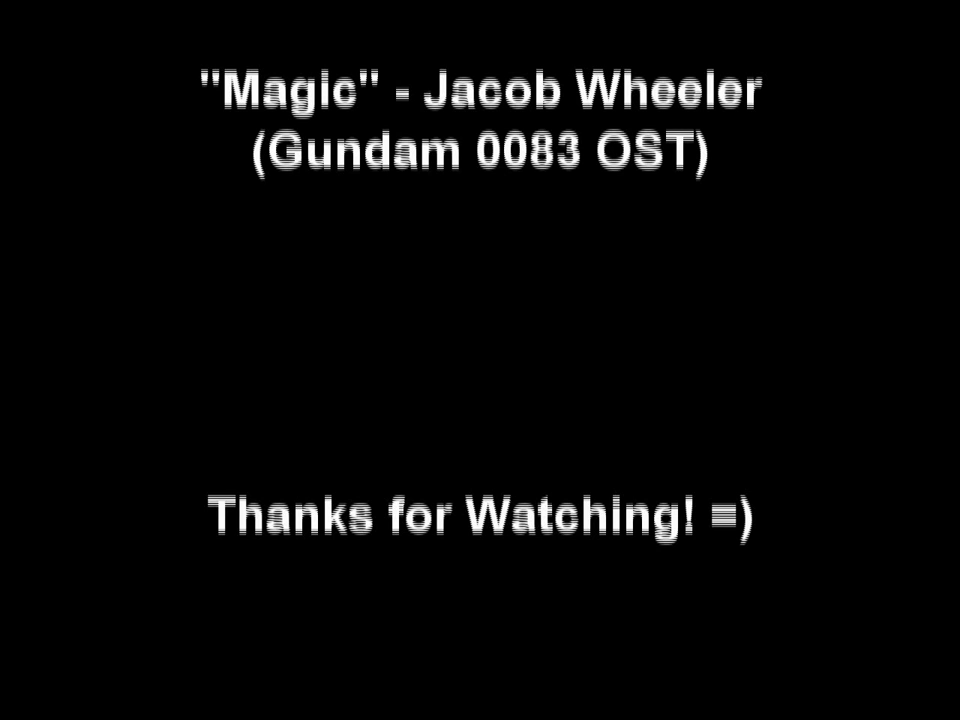 "Magic" - Jacob Wheeler
(Gundam 0083 OST)
Thanks for Watching! =)